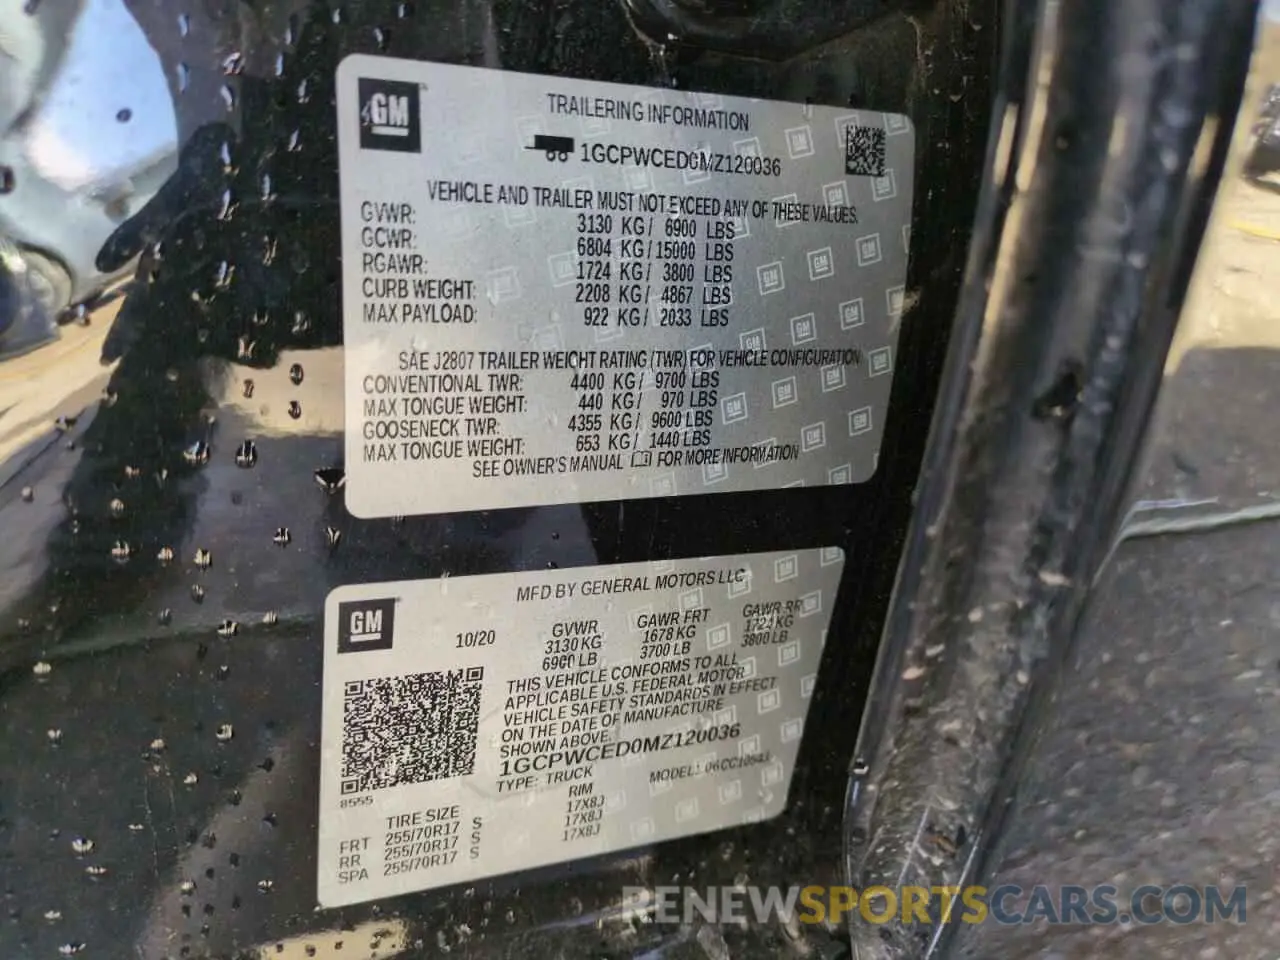 GM
TRAILERING INFORMATION
1GCPWCED0MZ120036
VEHICLE AND TRAILER MUST NOT EXCEED ANY OF THESE VALUES.
GVWR: 3130 KG/ 6900 LBS
GCWR: 6804 KG/ 15000 LBS
RGAWR: 1724 KG/ 3800 LBS
CURB WEIGHT: 2208 KG/ 4867 LBS
MAX PAYLOAD: 922 KG/ 2033 LBS
SAE J2807 TRAILER WEIGHT RATING (TWR) FOR VEHICLE CONFIGURATION
CONVENTIONAL TWR: 4400 KG/ 9700 LBS
MAX TONGUE WEIGHT: 440 KG/ 970 LBS
GOOSENECK TWR: 4355 KG/ 9600 LBS
MAX TONGUE WEIGHT: 653 KG/ 1440 LBS
SEE OWNER'S MANUAL FOR MORE INFORMATION
MFD BY GENERAL MOTORS LLC
GM
10/20
GVWR GAWR FRT GAWR RR
3130 KG 1678 KG 1724 KG
6900 LB 3700 LB 3800 LB
THIS VEHICLE CONFORMS TO ALL
APPLICABLE U.S. FEDERAL MOTOR
VEHICLE SAFETY STANDARDS IN EFFECT
ON THE DATE OF MANUFACTURE
SHOWN ABOVE.
1GCPWCED0MZ120036
TYPE: TRUCK MODEL:
8555
TIRE SIZE RIM
FRT 255/70R17 S 17X8J
RR 255/70R17 S 17X8J
SPA 255/70R17 S 17X8J
RENEWSPORTSCARS.COM